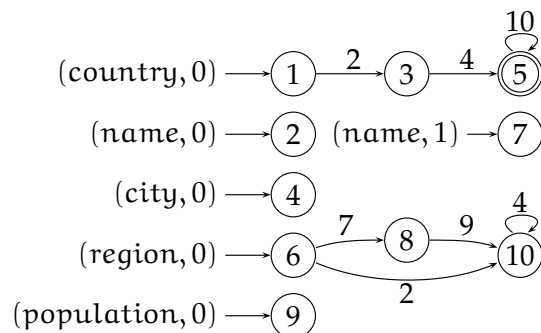 10
(country, 0) 1 2 3 4 5
(name, 0) 2 (name, 1) 7
(city, 0) 4
4
(region, 0) 6 7 8 9 10
2
(population, 0) 9